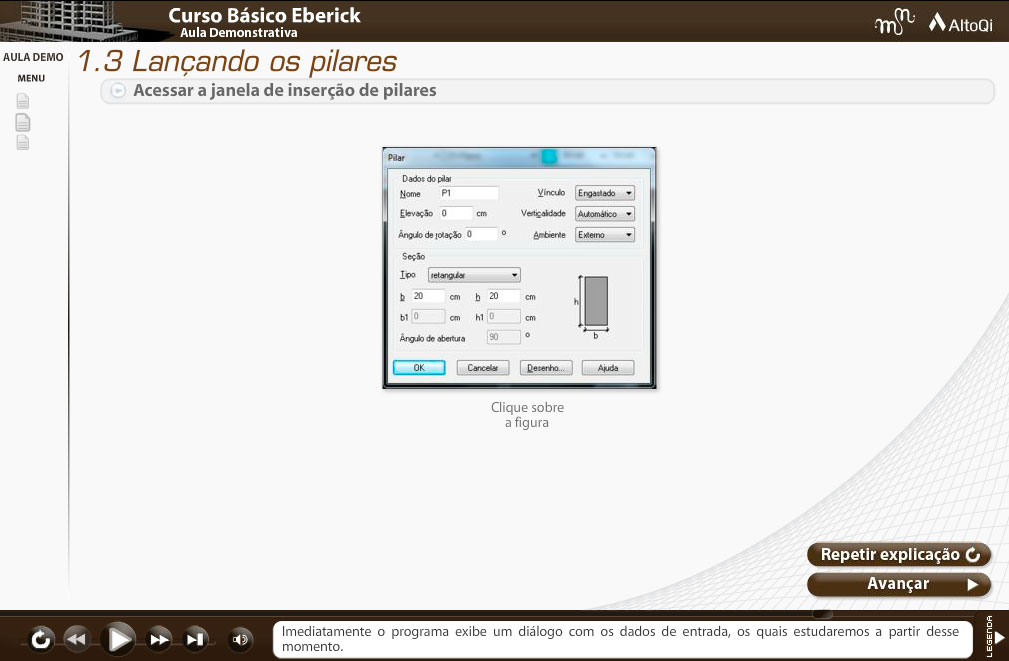 Curso Básico Eberick
Aula Demonstrativa
AltoQi
AULA DEMO
MENU
1.3 Lançando os pilares
Acessar a janela de inserção de pilares
Pilar
Dados do pilar
Nome P1 Vínculo Engastado
Elevação 0 cm Verticalidade Automático
Ângulo de rotação 0 ° Ambiente Externo
Seção
Tipo retangular
b 20 cm h 20 cm
b1 0 cm h1 0 cm
Ângulo de abertura 90 °
h
b
OK Cancelar Desenho... Ajuda
Clique sobre
a figura
Repetir explicação
Avançar
Imediatamente o programa exibe um diálogo com os dados de entrada, os quais estudaremos a partir desse
momento.
LEGENDA